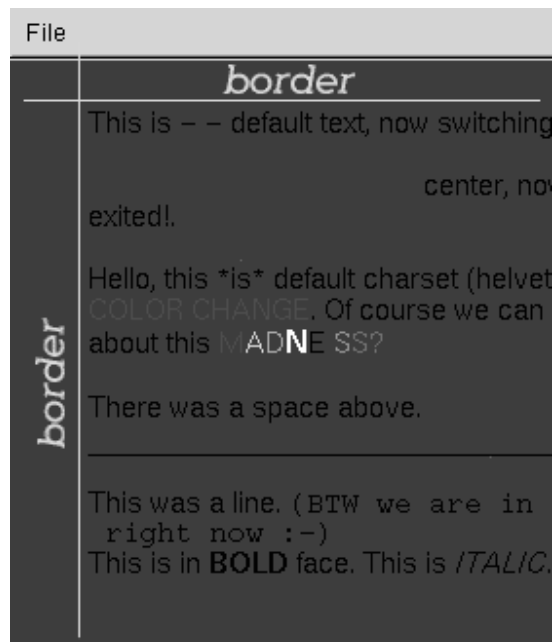 File
border
This is – – default text, now switching
center, now
exited!.
Hello, this *is* default charset (helvet
COLOR CHANGE. Of course we can
about this MADNE SS?
border
There was a space above.
This was a line. (BTW we are in
right now :-)
This is in BOLD face. This is ITALIC.